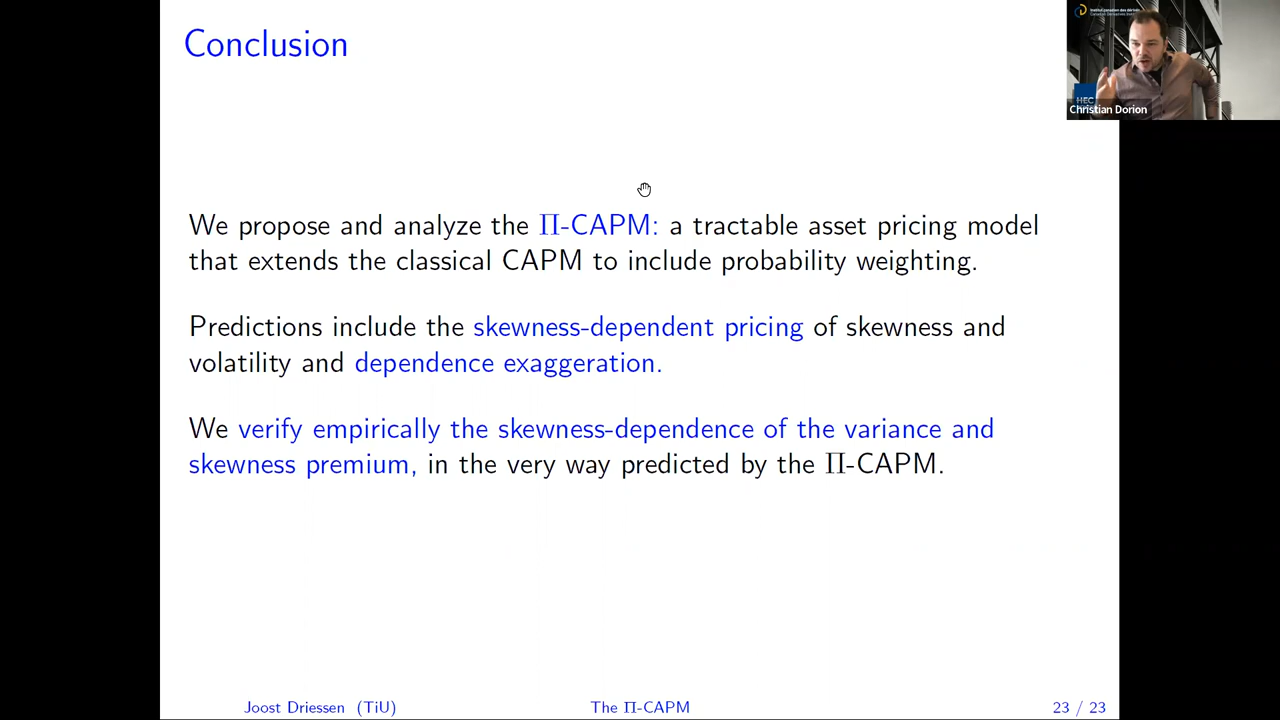 Conclusion
HEC
Christian Dorion
We propose and analyze the Π-CAPM: a tractable asset pricing model
that extends the classical CAPM to include probability weighting.
Predictions include the skewness-dependent pricing of skewness and
volatility and dependence exaggeration.
We verify empirically the skewness-dependence of the variance and
skewness premium, in the very way predicted by the Π-CAPM.
Joost Driessen (TiU)
The Π-CAPM
23 / 23